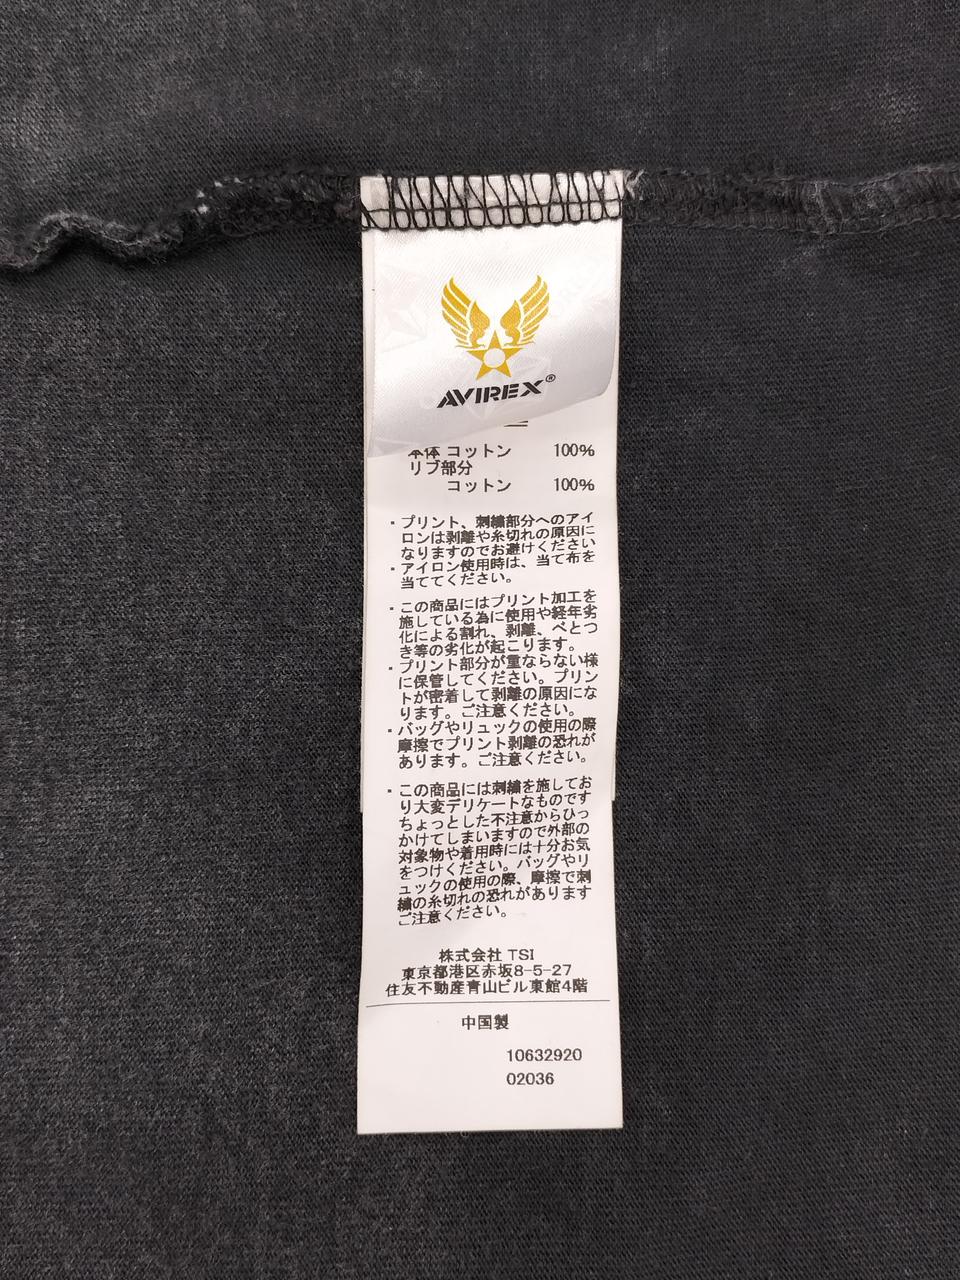 AVIREX®
本体 コットン 100%
リブ部分
コットン 100%
・プリント、刺繍部分へのアイ
ロンは剥離や糸切れの原因に
なりますのでお避けください
・アイロン使用時は、当て布を
当ててください。
・この商品にはプリント加工を
施している為に使用や経年劣
化による割れ、剥離、べとつ
き等の劣化が起こります。
・プリント部分が重ならない様
に保管してください。プリン
トが密着して剥離の原因にな
ります。ご注意ください。
・バッグやリュックの使用の際
摩擦でプリント剥離の恐れが
あります。ご注意ください。
・この商品には刺繍を施してお
り大変デリケートなものです
ちょっとした不注意からひっ
かけてしまいますので外部の
対象物や着用時には十分お気
をつけください。バッグやリ
ュックの使用の際、摩擦で刺
繍の糸切れの恐れがあります
ご注意ください。
株式会社 TSI
東京都港区赤坂8-5-27
住友不動産青山ビル東館4階
中国製
10632920
02036